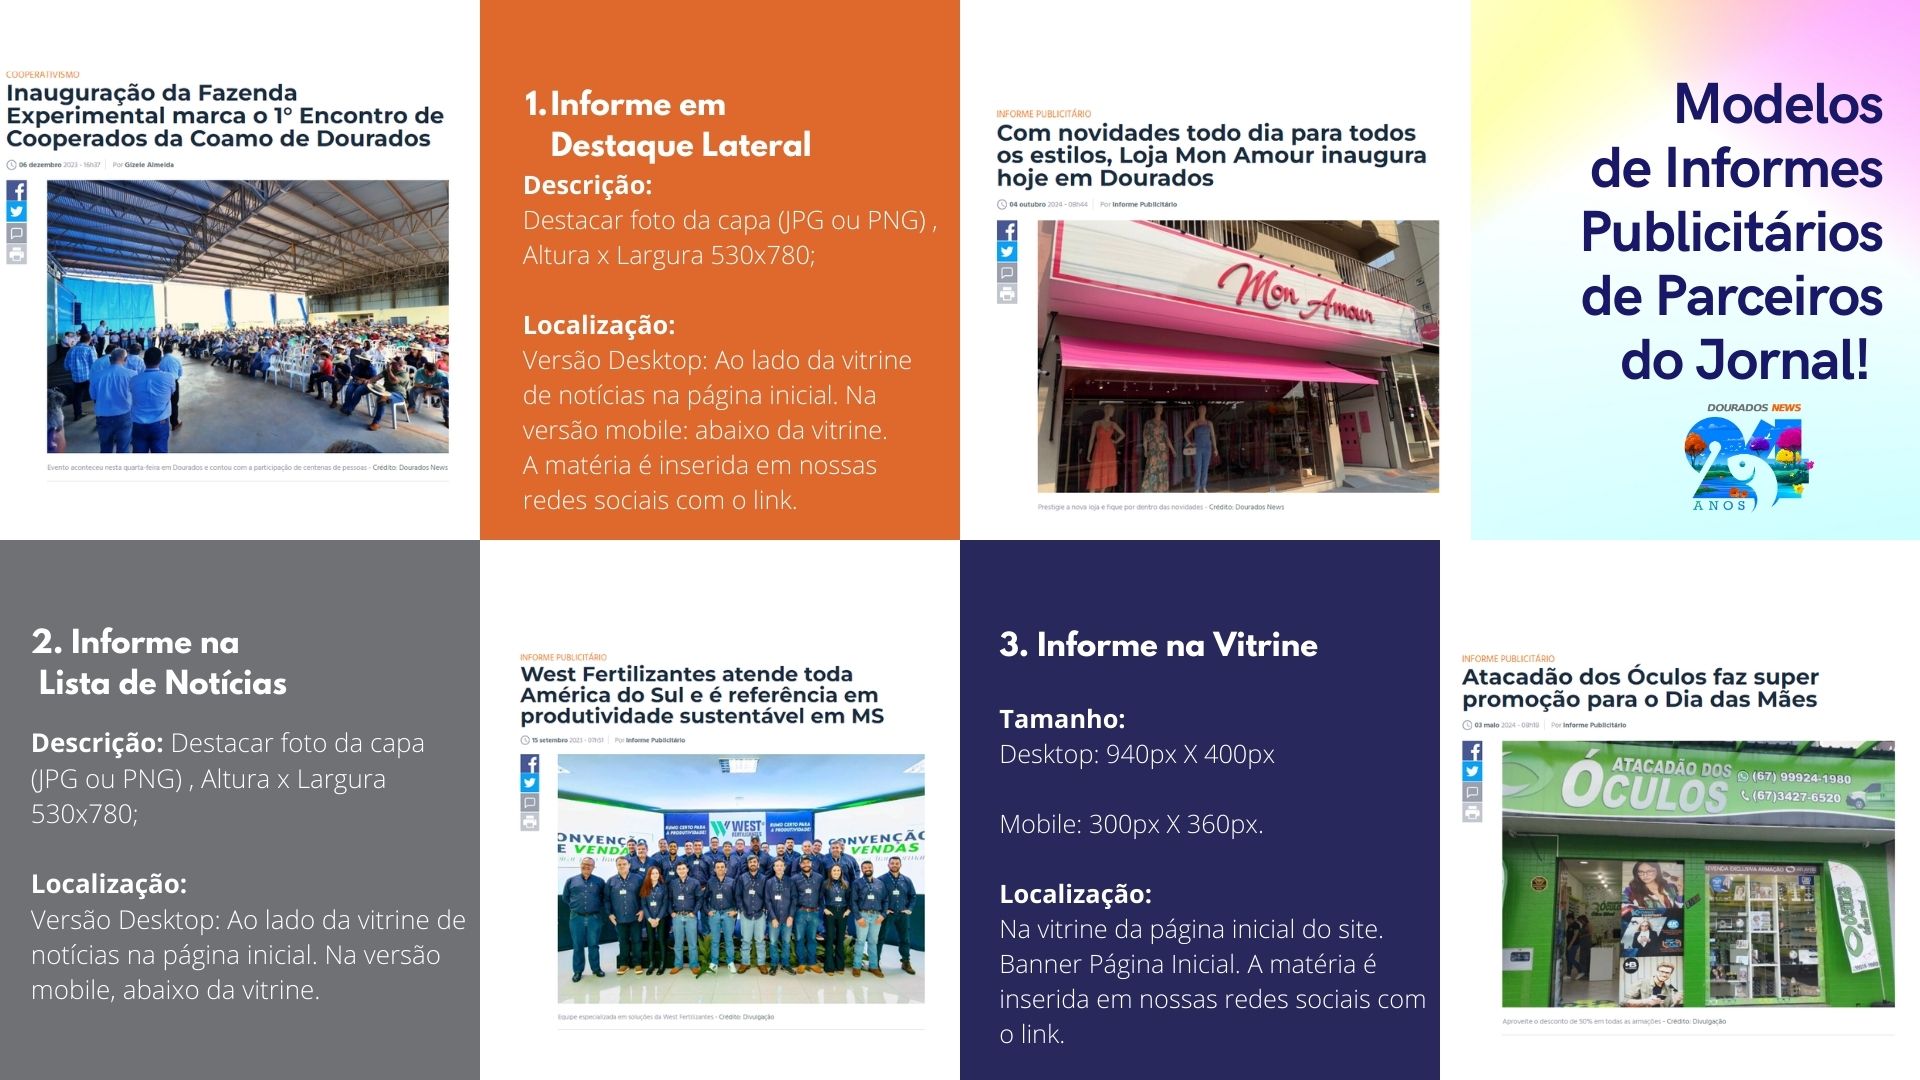 COOPERATIVISMO
Inauguração da Fazenda
Experimental marca o 1º Encontro de
Cooperados da Coamo de Dourados
06 dezembro 2023 - 16h37 Por Gizele Almeida
Evento aconteceu nesta quarta-feira em Dourados e contou com a participação de centenas de pessoas - Crédito: Dourados News
1. Informe em
Destaque Lateral
Descrição:
Destacar foto da capa (JPG ou PNG) ,
Altura x Largura 530x780;
Localização:
Versão Desktop: Ao lado da vitrine
de notícias na página inicial. Na
versão mobile: abaixo da vitrine.
A matéria é inserida em nossas
redes sociais com o link.
INFORME PUBLICITÁRIO
Com novidades todo dia para todos
os estilos, Loja Mon Amour inaugura
hoje em Dourados
04 outubro 2024 - 08h44 Por Informe Publicitário
Mon Amour
Prestigie a nova loja e fique por dentro das novidades - Crédito: Dourados News
Modelos
de Informes
Publicitários
de Parceiros
do Jornal!
DOURADOS NEWS
24
ANOS
2. Informe na
Lista de Notícias
Descrição: Destacar foto da capa
(JPG ou PNG) , Altura x Largura
530x780;
Localização:
Versão Desktop: Ao lado da vitrine de
notícias na página inicial. Na versão
mobile, abaixo da vitrine.
INFORME PUBLICITÁRIO
West Fertilizantes atende toda
América do Sul e é referência em
produtividade sustentável em MS
15 setembro 2023 - 07h51 Por Informe Publicitário
RUMO CERTO PARA
A PRODUTIVIDADE!
WEST
FERTILIZANTES
RUMO CERTO PARA
A PRODUTIVIDADE!
ONVENÇÃO
E VENDAS
CONVENÇÃO
VENDAS
Equipe especializada em soluções da West Fertilizantes - Crédito: Divulgação
3. Informe na Vitrine
Tamanho:
Desktop: 940px X 400px
Mobile: 300px X 360px.
Localização:
Na vitrine da página inicial do site.
Banner Página Inicial. A matéria é
inserida em nossas redes sociais com
o link.
INFORME PUBLICITÁRIO
Atacadão dos Óculos faz super
promoção para o Dia das Mães
03 maio 2024 - 08h18 Por Informe Publicitário
ATACADÃO DOS
ÓCULOS
(67) 99924-1980
(67)3427-6520
REVENDA EXCLUSIVA ARMAÇÃO
HB
ÓCULOS
Aproveite o desconto de 50% em todas as armações - Crédito: Divulgação